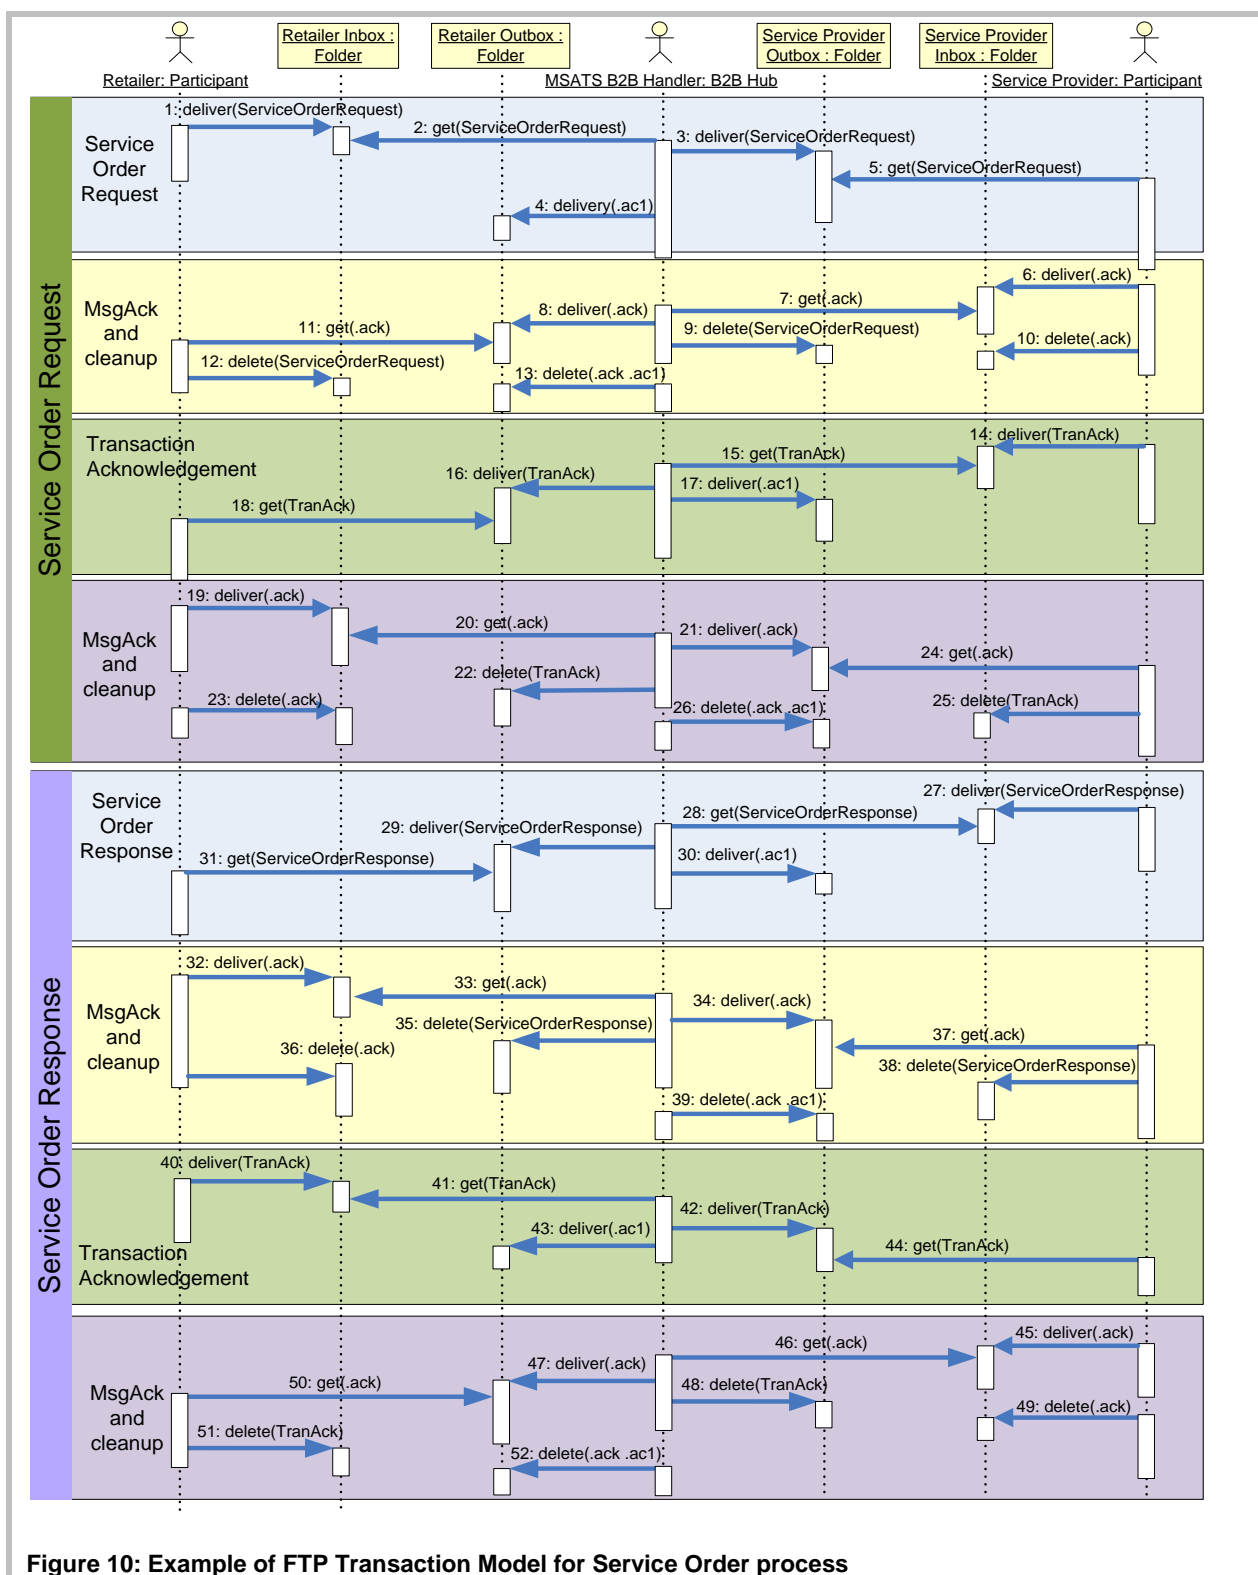 Retailer Inbox :
Folder
Retailer Outbox :
Folder
Service Provider
Outbox : Folder
Service Provider
Inbox : Folder
Retailer: Participant
MSATS B2B Handler: B2B Hub
Service Provider: Participant
Service Order Request
Service
Order
Request
1: deliver(ServiceOrderRequest)
2: get(ServiceOrderRequest)
3: deliver(ServiceOrderRequest)
5: get(ServiceOrderRequest)
4: delivery(.ac1)
MsgAck
and
cleanup
6: deliver(.ack)
7: get(.ack)
8: deliver(.ack)
9: delete(ServiceOrderRequest)
10: delete(.ack)
11: get(.ack)
12: delete(ServiceOrderRequest)
13: delete(.ack .ac1)
Transaction
Acknowledgement
14: deliver(TranAck)
15: get(TranAck)
16: deliver(TranAck)
17: deliver(.ac1)
18: get(TranAck)
MsgAck
and
cleanup
19: deliver(.ack)
20: get(.ack)
21: deliver(.ack)
22: delete(TranAck)
23: delete(.ack)
24: get(.ack)
25: delete(TranAck)
26: delete(.ack .ac1)
Service Order Response
Service
Order
Response
27: deliver(ServiceOrderResponse)
28: get(ServiceOrderResponse)
29: deliver(ServiceOrderResponse)
30: deliver(.ac1)
31: get(ServiceOrderResponse)
MsgAck
and
cleanup
32: deliver(.ack)
33: get(.ack)
34: deliver(.ack)
35: delete(ServiceOrderResponse)
36: delete(.ack)
37: get(.ack)
38: delete(ServiceOrderResponse)
39: delete(.ack .ac1)
Transaction
Acknowledgement
40: deliver(TranAck)
41: get(TranAck)
42: deliver(TranAck)
43: deliver(.ac1)
44: get(TranAck)
MsgAck
and
cleanup
45: deliver(.ack)
46: get(.ack)
47: deliver(.ack)
48: delete(TranAck)
49: delete(.ack)
50: get(.ack)
51: delete(TranAck)
52: delete(.ack .ac1)
Figure 10: Example of FTP Transaction Model for Service Order process